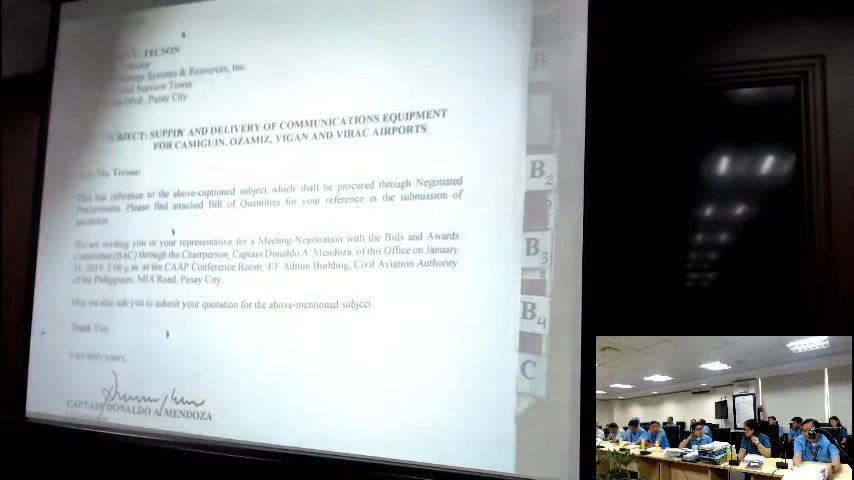 TECSON
Systems & Resources, Inc.
Seaview Tower
Blvd. Pasay City
SUBJECT: SUPPLY AND DELIVERY OF COMMUNICATIONS EQUIPMENT
FOR CAMIGUIN, OZAMIZ, VIGAN AND VIRAC AIRPORTS
Ms. Tecson:
This has reference to the above-captioned subject which shall be procured through Negotiated
Procurement. Please find attached Bill of Quantities for your reference in the submission of
quotation.
We are inviting you or your representative for a Meeting-Negotiation with the Bids and Awards
Committee (BAC) through the Chairperson, Captain Donaldo A. Mendoza, of this Office on January
31, 2019, 2:00 p.m. at the CAAP Conference Room, 4/F Admin Building, Civil Aviation Authority
of the Philippines, MIA Road, Pasay City
May we also ask you to submit your quotation for the above-mentioned subject.
Thank You
Very truly yours,
CAPTAIN DONALDO A. MENDOZA
B
B2
B3
B4
C